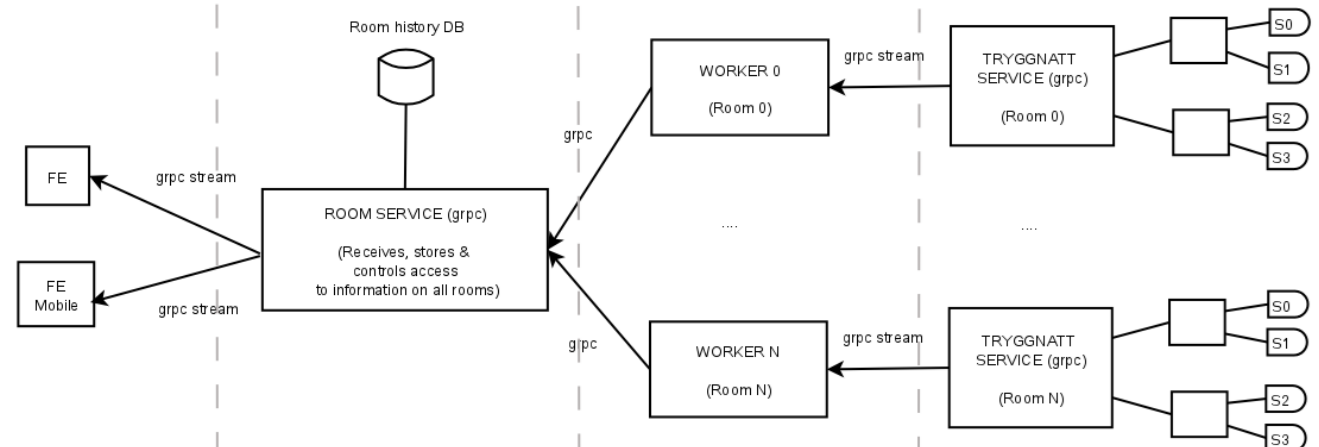 Room history DB
FE
grpc stream
FE
Mobile
grpc stream
ROOM SERVICE (grpc)
(Receives, stores &
controls access
to information on all rooms)
grpc
grpc
WORKER 0
(Room 0)
....
WORKER N
(Room N)
grpc stream
grpc stream
TRYGGNATT
SERVICE (grpc)
(Room 0)
....
TRYGGNATT
SERVICE (grpc)
(Room N)
S0
S1
S2
S3
S0
S1
S2
S3